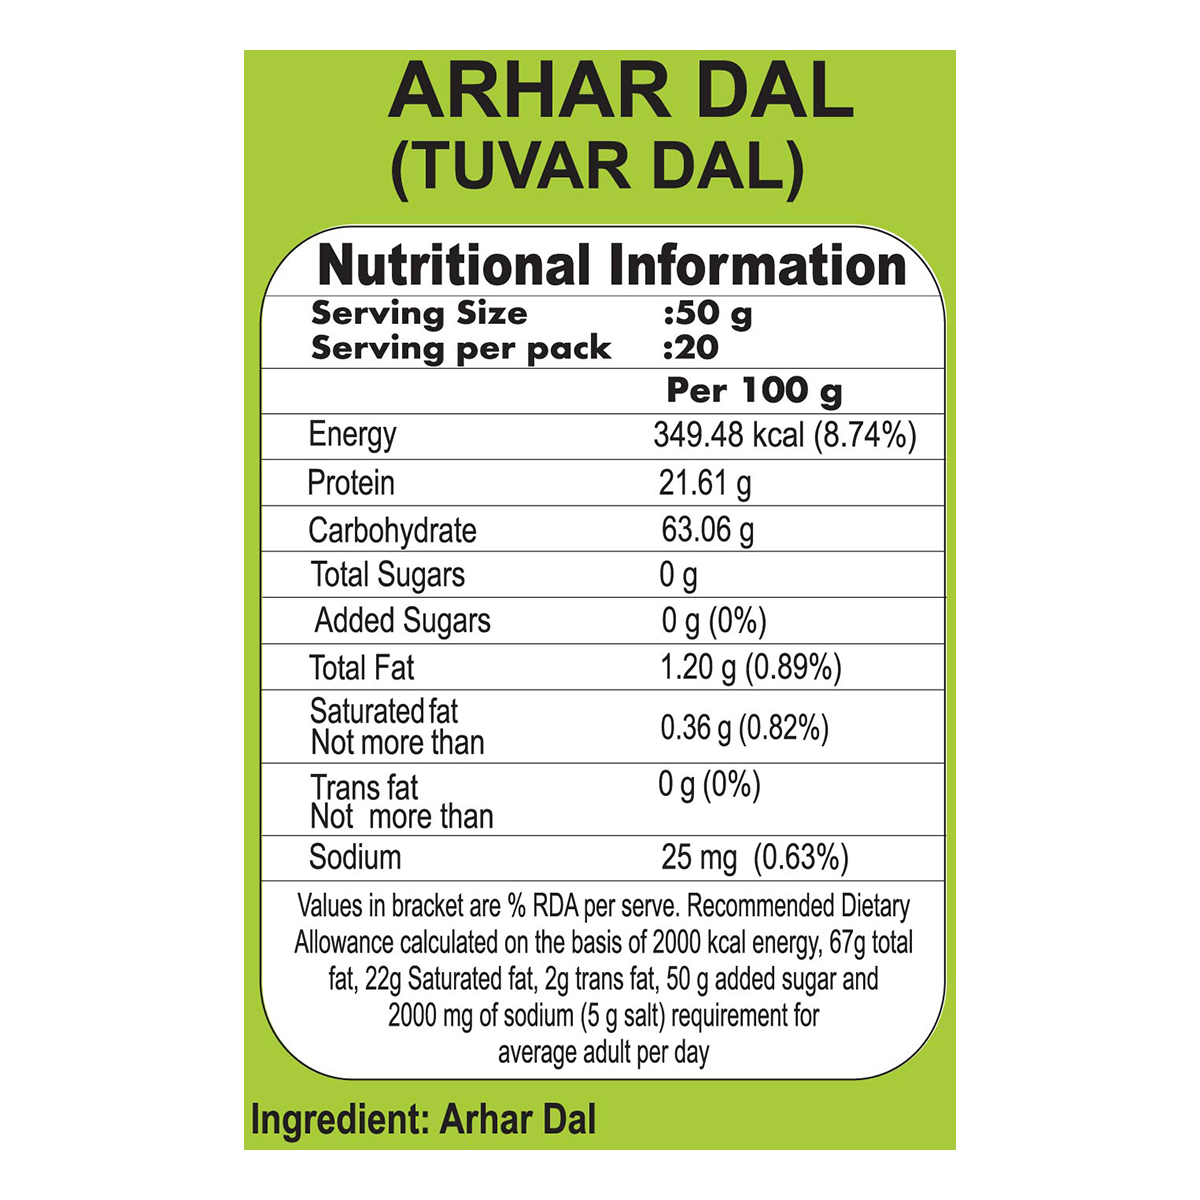 ARHAR DAL
(TUVAR DAL)
Nutritional Information
Serving Size :50 g
Serving per pack :20
Per 100 g
Energy 349.48 kcal (8.74%)
Protein 21.61 g
Carbohydrate 63.06 g
Total Sugars 0 g
Added Sugars 0 g (0%)
Total Fat 1.20 g (0.89%)
Saturated fat
Not more than 0.36 g (0.82%)
Trans fat 0 g (0%)
Not more than
Sodium 25 mg (0.63%)
Values in bracket are % RDA per serve. Recommended Dietary
Allowance calculated on the basis of 2000 kcal energy, 67g total
fat, 22g Saturated fat, 2g trans fat, 50 g added sugar and
2000 mg of sodium (5 g salt) requirement for
average adult per day
Ingredient: Arhar Dal